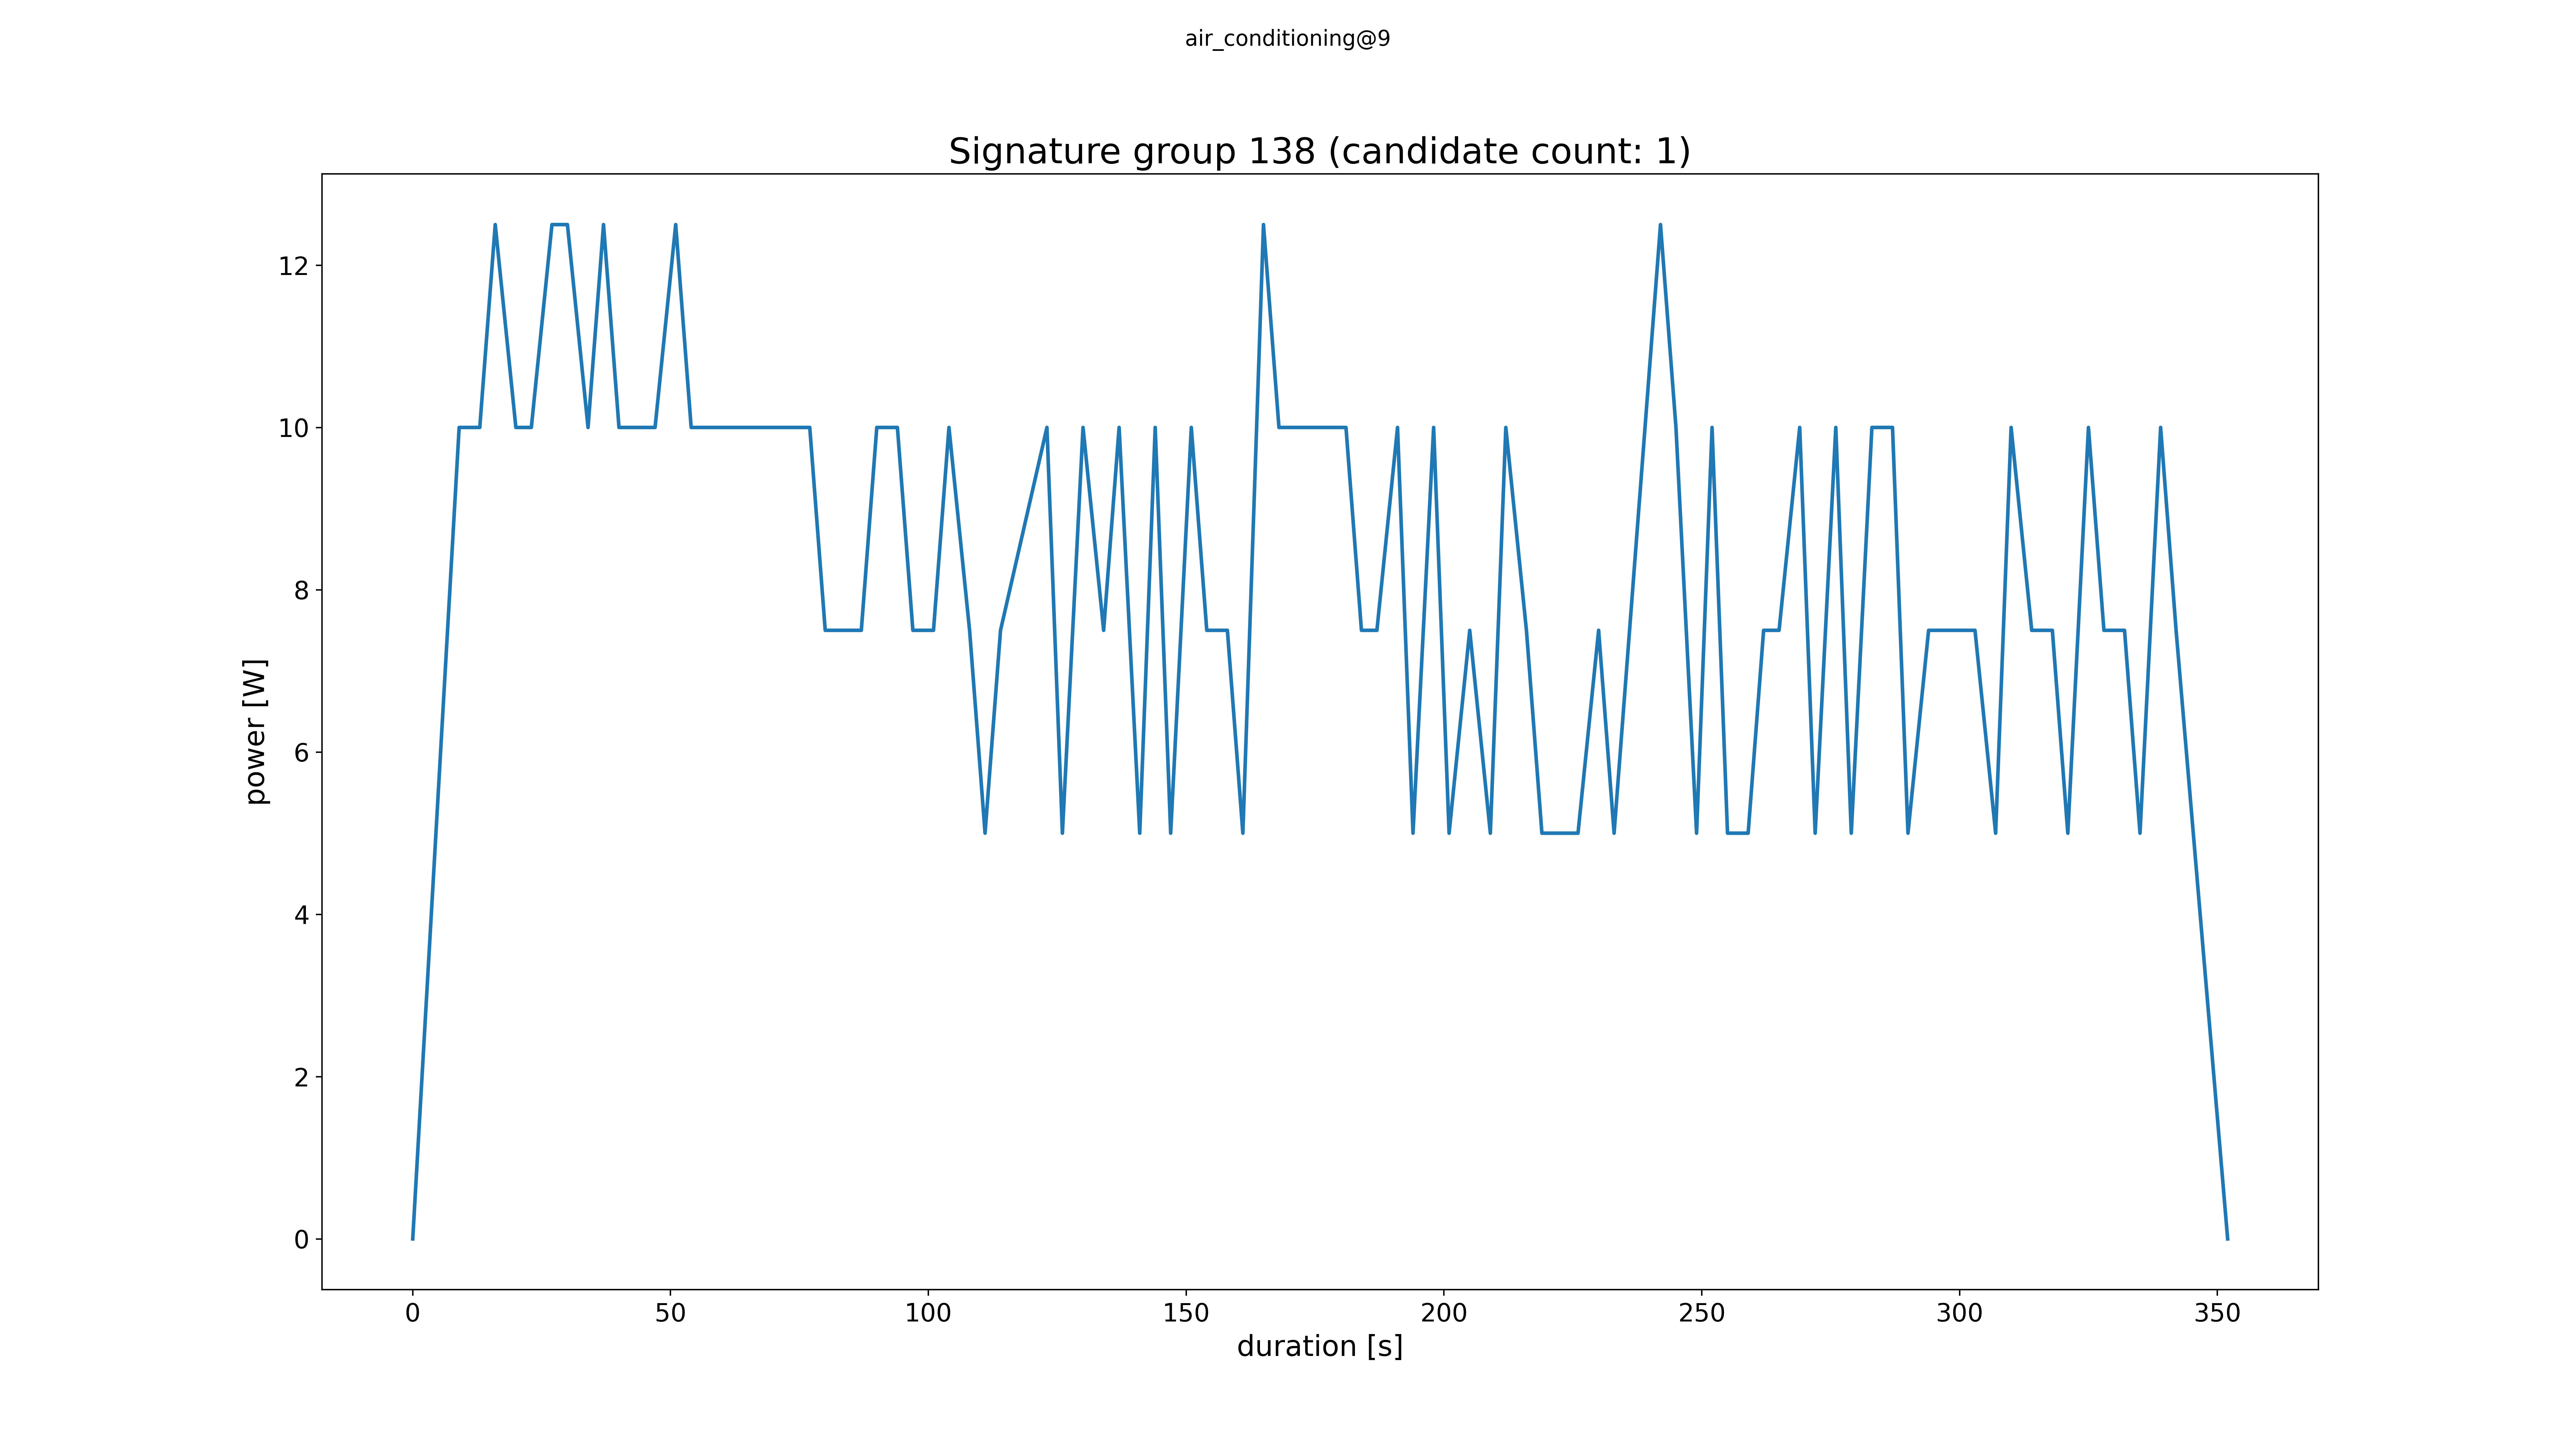 air_conditioning@9
Signature group 138 (candidate count: 1)
12
10
8
6
4
2
0
power [W]
0 50 100 150 200 250 300 350
duration [s]